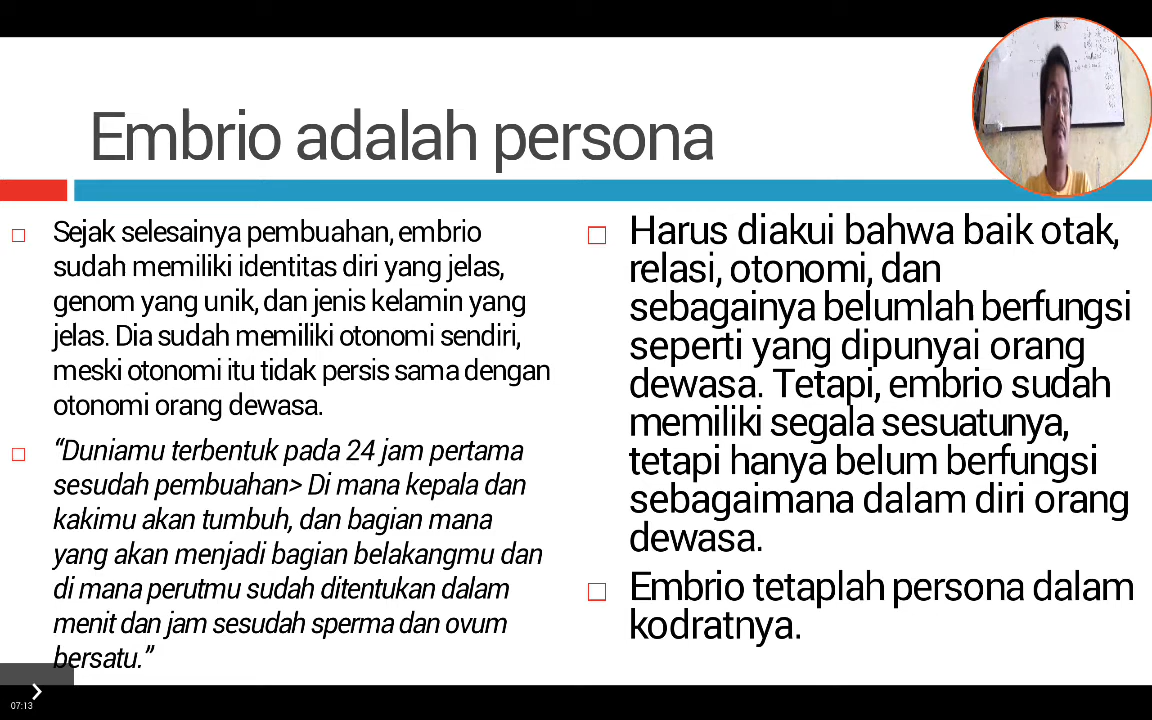 Embrio adalah persona
Sejak selesainya pembuahan, embrio
sudah memiliki identitas diri yang jelas,
genom yang unik, dan jenis kelamin yang
jelas. Dia sudah memiliki otonomi sendiri,
meski otonomi itu tidak persis sama dengan
otonomi orang dewasa.
“Duniamu terbentuk pada 24 jam pertama
sesudah pembuahan> Di mana kepala dan
kakimu akan tumbuh, dan bagian mana
yang akan menjadi bagian belakangmu dan
di mana perutmu sudah ditentukan dalam
menit dan jam sesudah sperma dan ovum
bersatu.”
Harus diakui bahwa baik otak,
relasi, otonomi, dan
sebagainya belumlah berfungsi
seperti yang dipunyai orang
dewasa. Tetapi, embrio sudah
memiliki segala sesuatunya,
tetapi hanya belum berfungsi
sebagaimana dalam diri orang
dewasa.
Embrio tetaplah persona dalam
kodratnya.
07:13